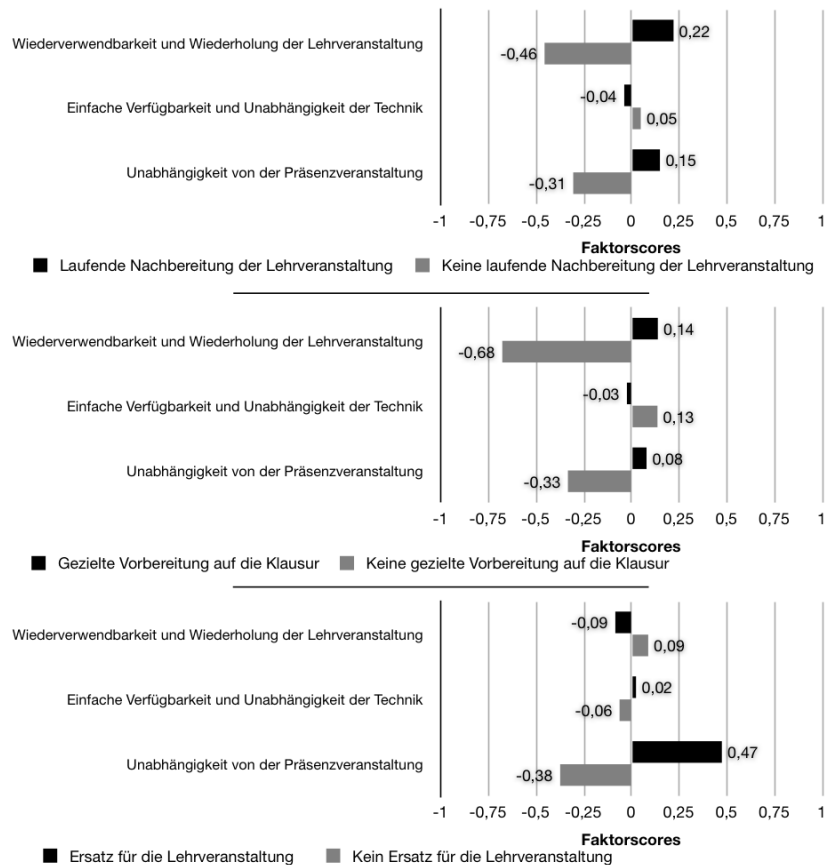 Wiederverwendbarkeit und Wiederholung der Lehrveranstaltung
0,22
-0,46
Einfache Verfügbarkeit und Unabhängigkeit der Technik
-0,04
0,05
Unabhängigkeit von der Präsenzveranstaltung
0,15
-0,31
-1 -0,75 -0,5 -0,25 0 0,25 0,5 0,75 1
Faktorscores
Laufende Nachbereitung der Lehrveranstaltung Keine laufende Nachbereitung der Lehrveranstaltung
Wiederverwendbarkeit und Wiederholung der Lehrveranstaltung
0,14
-0,68
Einfache Verfügbarkeit und Unabhängigkeit der Technik
-0,03
0,13
Unabhängigkeit von der Präsenzveranstaltung
0,08
-0,33
-1 -0,75 -0,5 -0,25 0 0,25 0,5 0,75 1
Faktorscores
Gezielte Vorbereitung auf die Klausur Keine gezielte Vorbereitung auf die Klausur
Wiederverwendbarkeit und Wiederholung der Lehrveranstaltung
-0,09
0,09
Einfache Verfügbarkeit und Unabhängigkeit der Technik
0,02
-0,06
Unabhängigkeit von der Präsenzveranstaltung
0,47
-0,38
-1 -0,75 -0,5 -0,25 0 0,25 0,5 0,75 1
Faktorscores
Ersatz für die Lehrveranstaltung Kein Ersatz für die Lehrveranstaltung